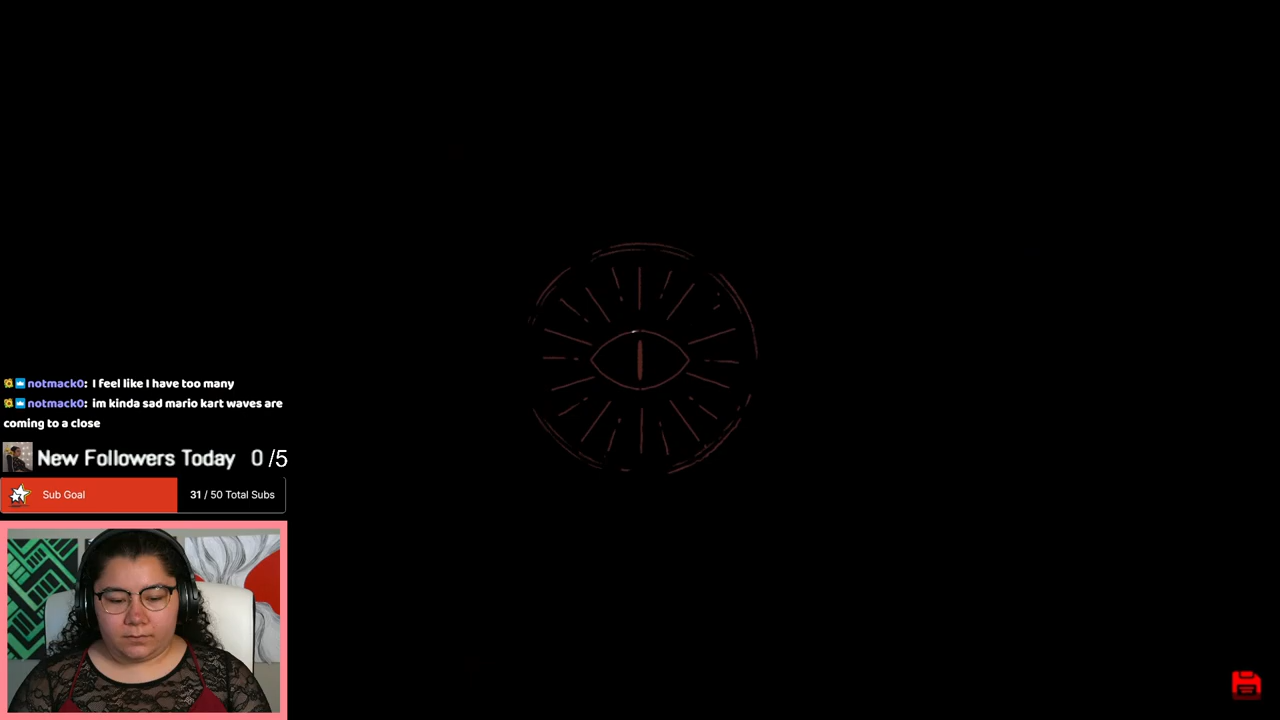 notmack0: I feel like I have too many
notmack0: im kinda sad mario kart waves are
coming to a close
New Followers Today 0 /5
Sub Goal 31 / 50 Total Subs